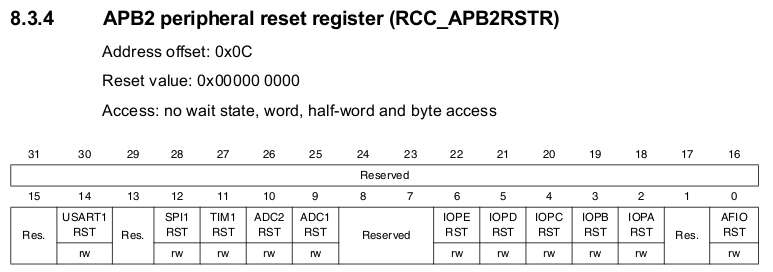 8.3.4 APB2 peripheral reset register (RCC_APB2RSTR)
Address offset: 0x0C
Reset value: 0x00000 0000
Access: no wait state, word, half-word and byte access
31 30 29 28 27 26 25 24 23 22 21 20 19 18 17 16
Reserved
15 14 13 12 11 10 9 8 7 6 5 4 3 2 1 0
Res. USART1 RST Res. SPI1 RST TIM1 RST ADC2 RST ADC1 RST Reserved IOPE RST IOPD RST IOPC RST IOPB RST IOPA RST Res. AFIO RST
rw rw rw rw rw rw rw rw rw rw rw